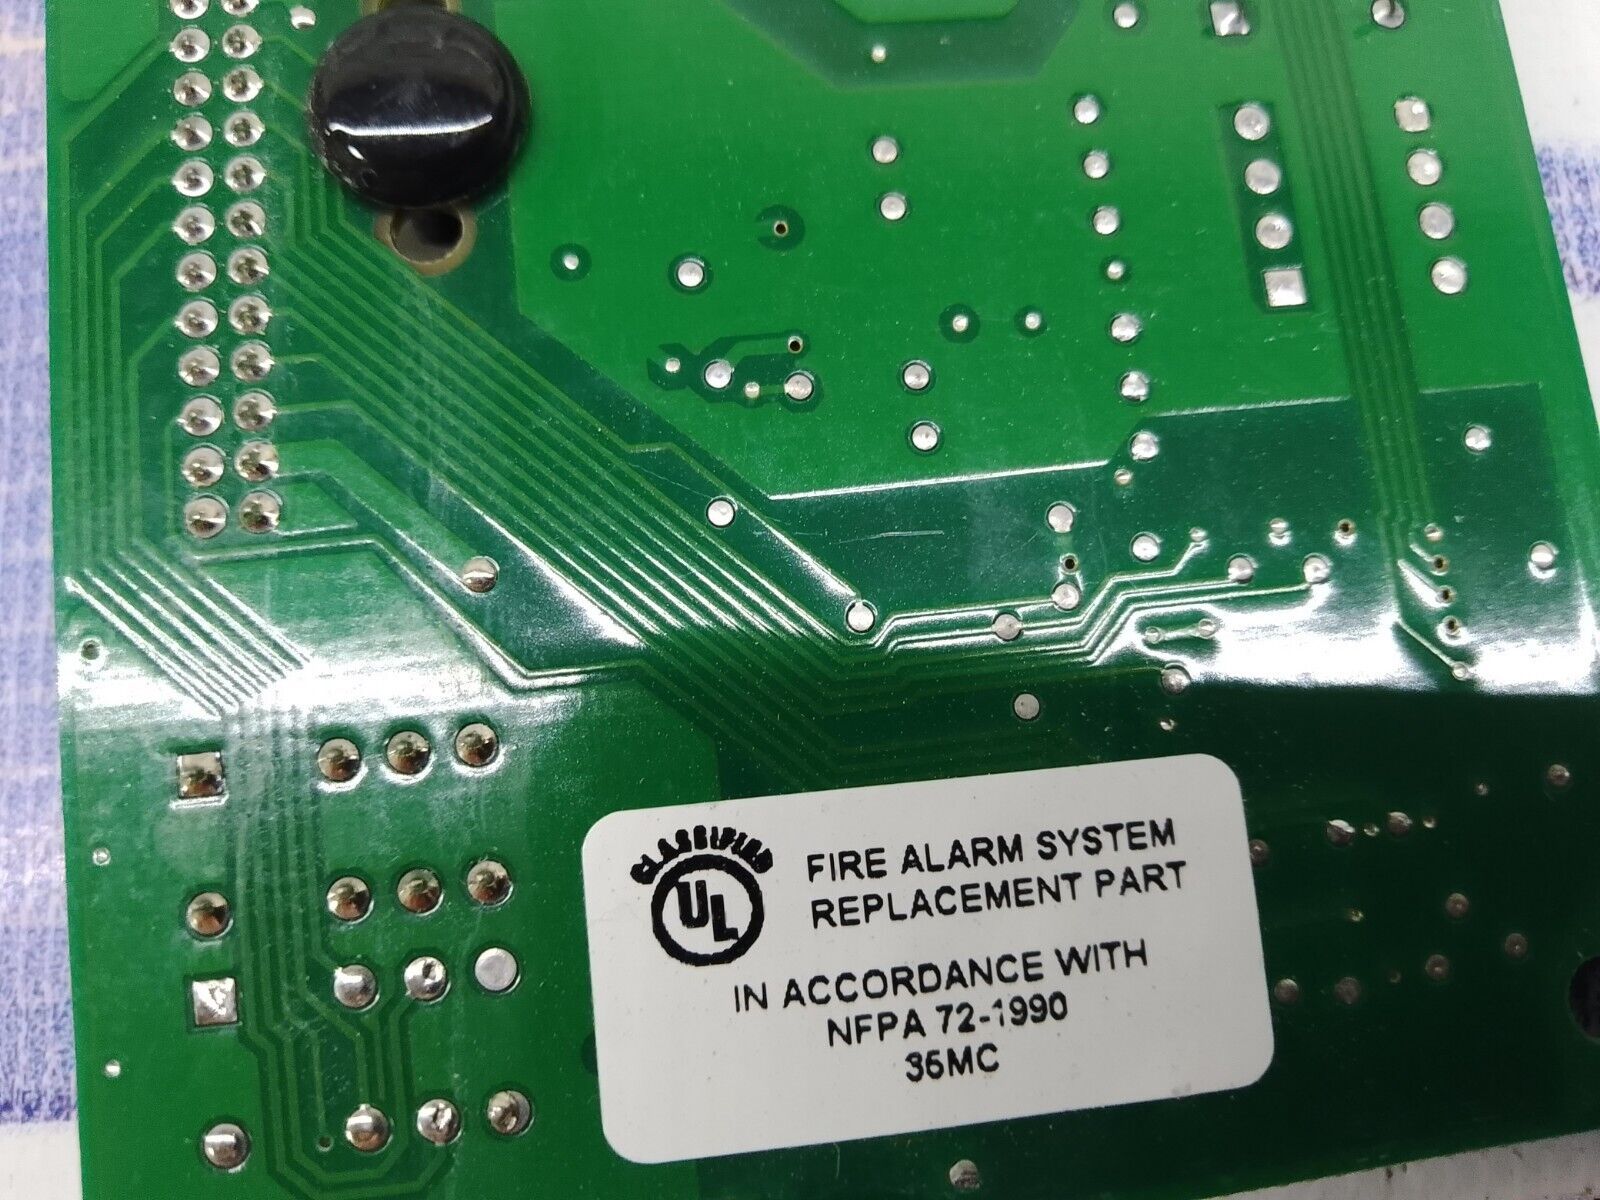 CLASSIFIED
UL
FIRE ALARM SYSTEM
REPLACEMENT PART
IN ACCORDANCE WITH
NFPA 72-1990
36MC